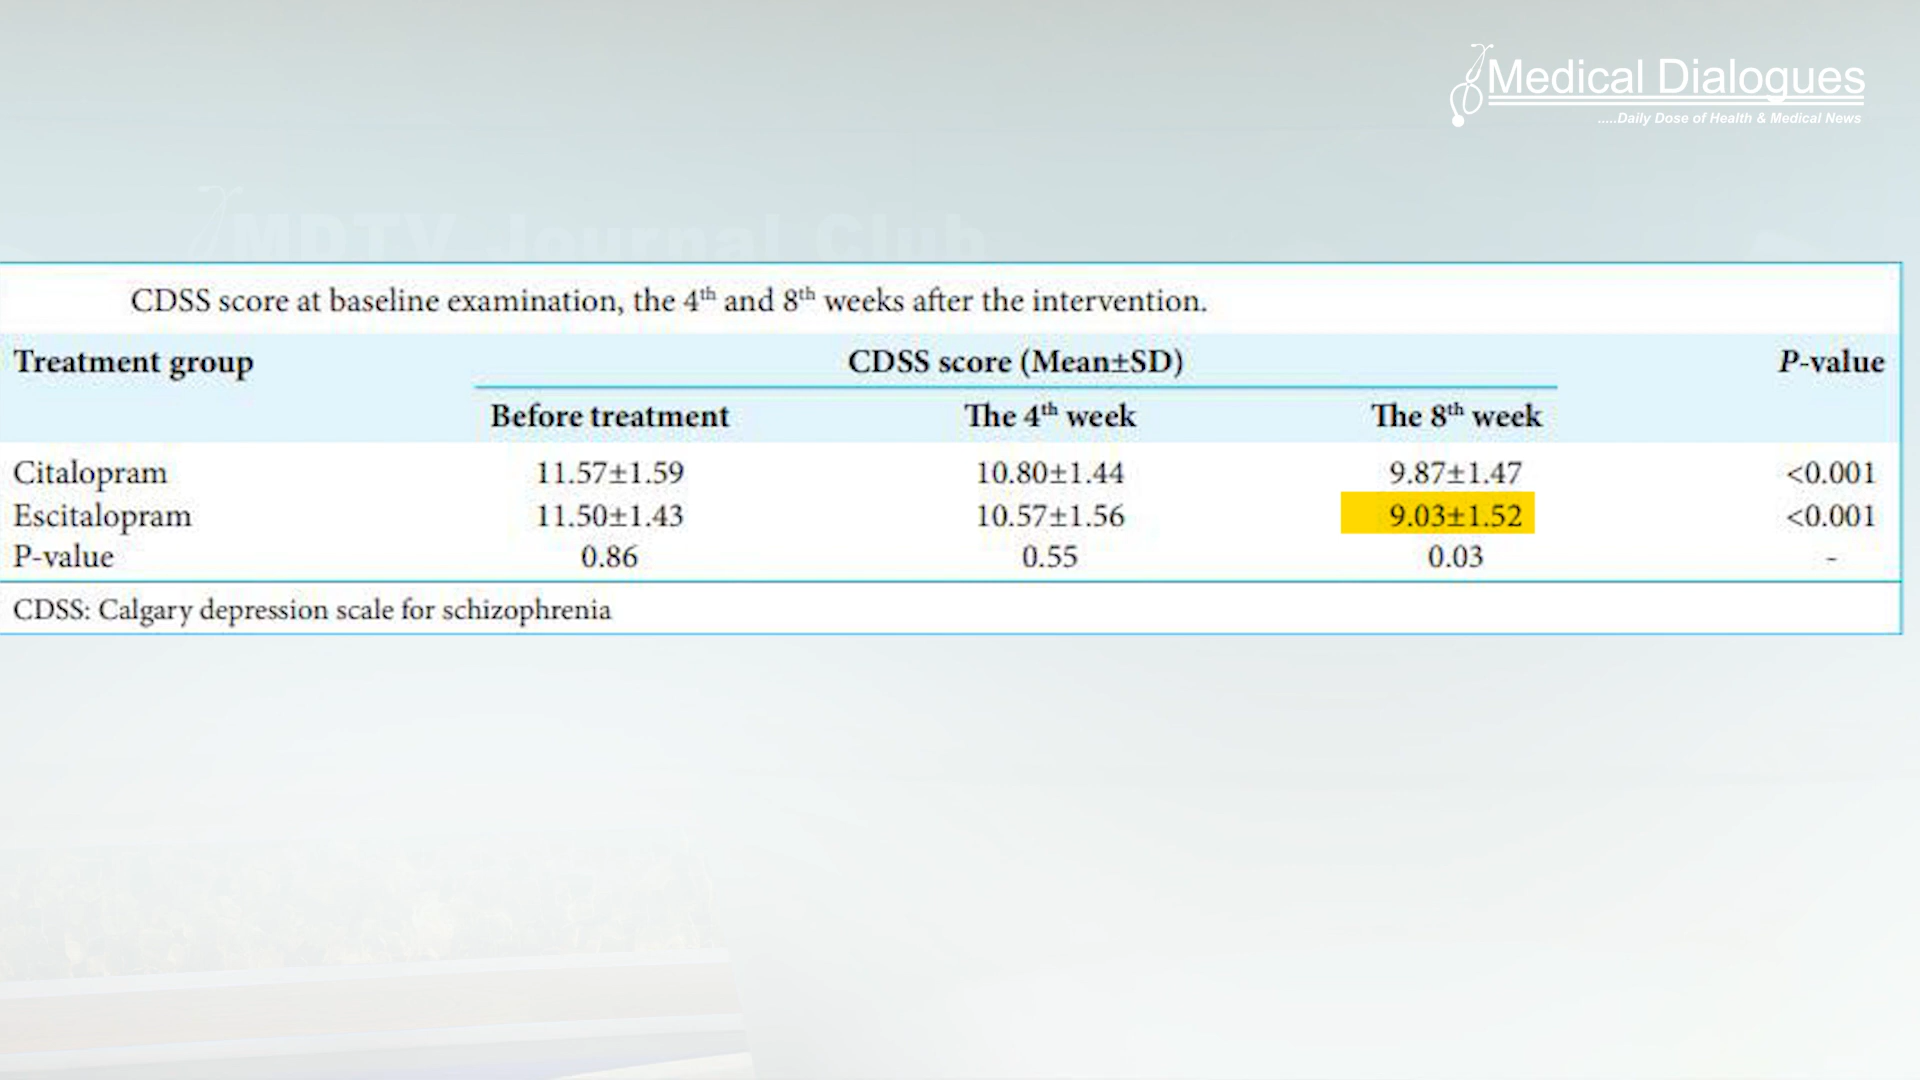 Medical Dialogues
.....Daily Dose of Health & Medical News
MDTV Journal Club
CDSS score at baseline examination, the 4th and 8th weeks after the intervention.
Treatment group CDSS score (Mean±SD) P-value
Before treatment The 4th week The 8th week
Citalopram 11.57±1.59 10.80±1.44 9.87±1.47 <0.001
Escitalopram 11.50±1.43 10.57±1.56 9.03±1.52 <0.001
P-value 0.86 0.55 0.03 -
CDSS: Calgary depression scale for schizophrenia